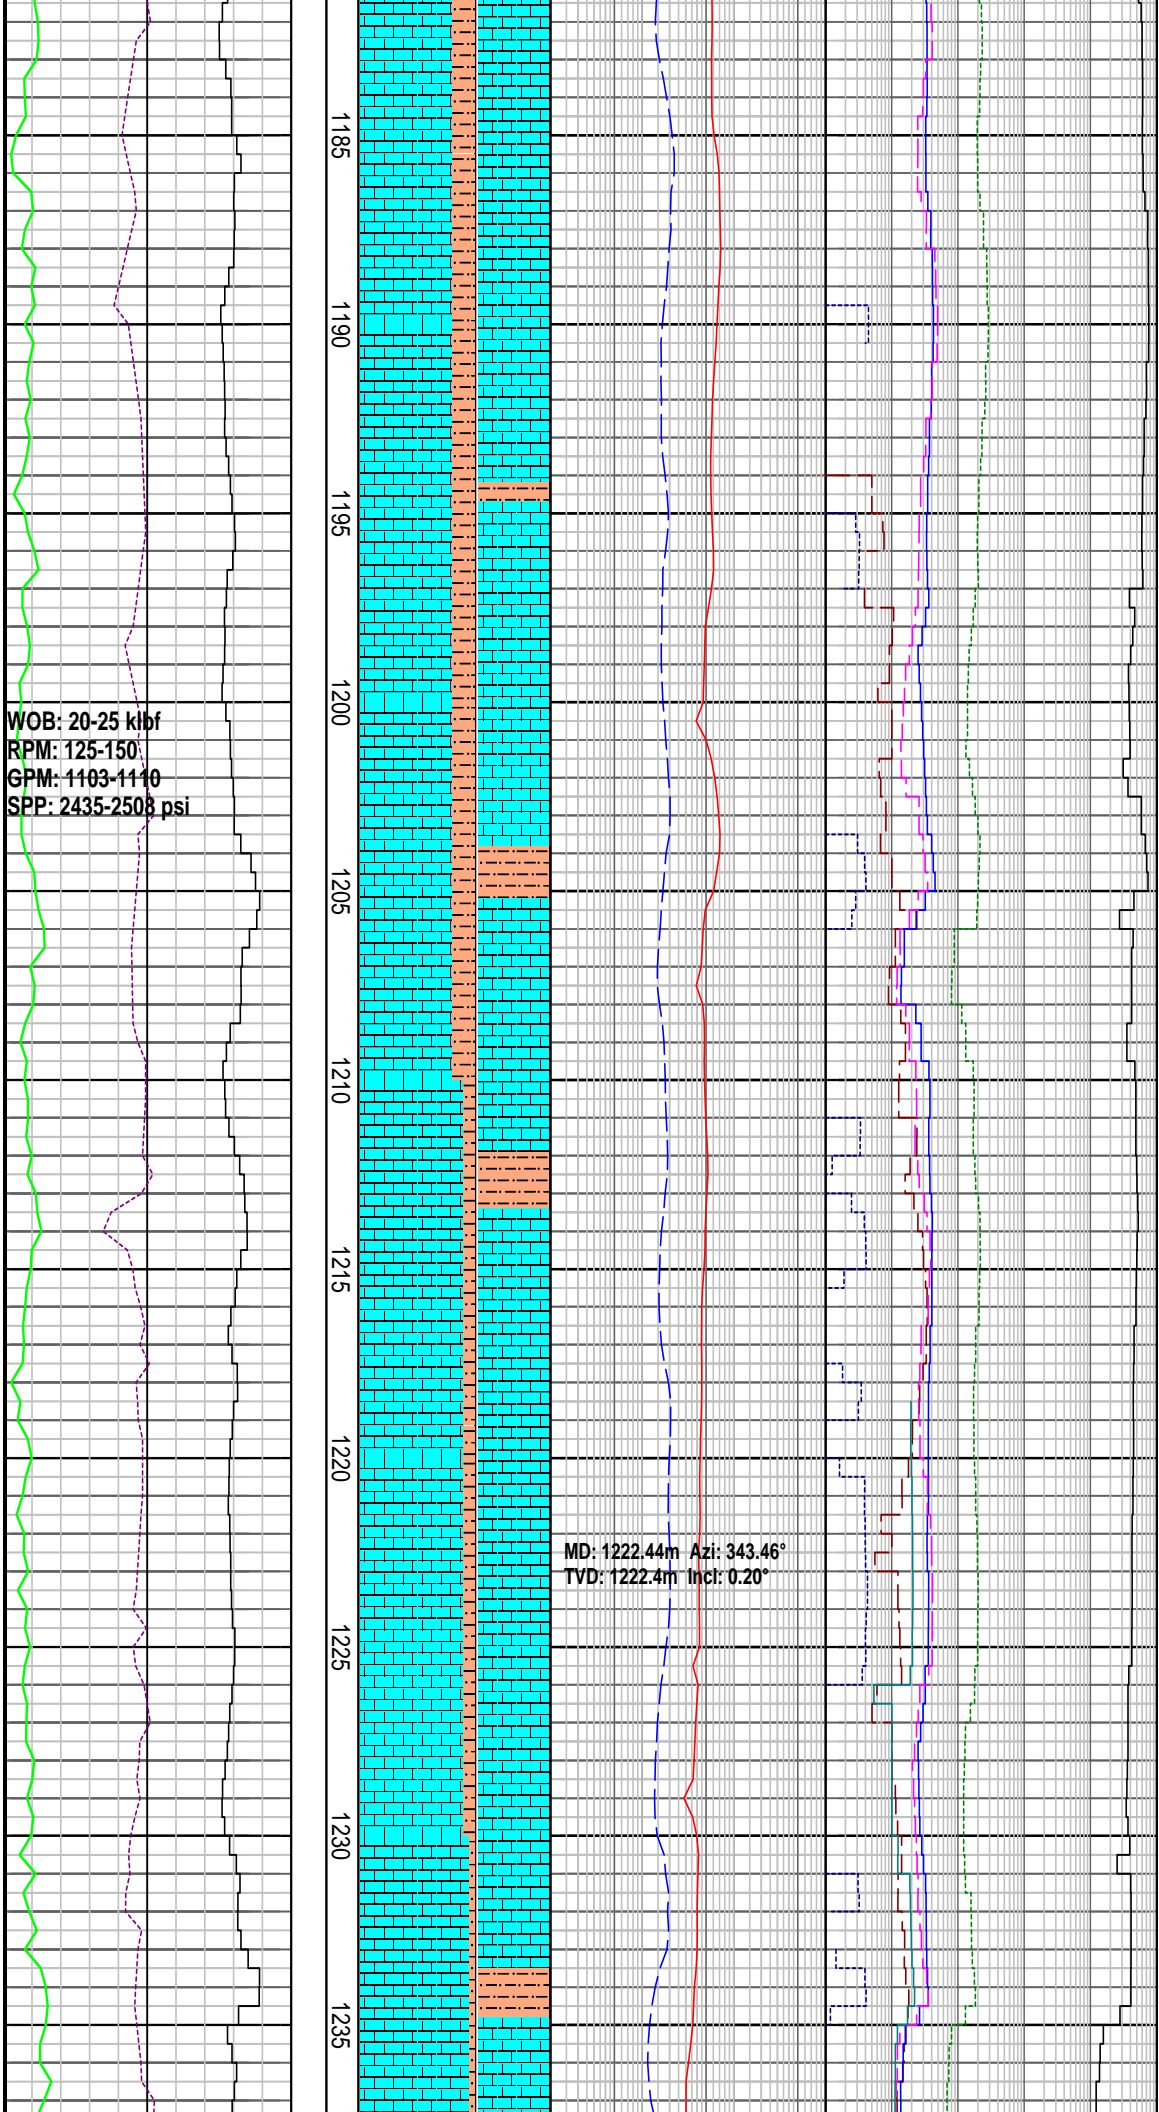 1185
1190
1195
1200
WOB: 20-25 klbf
RPM: 125-150
GPM: 1103-1110
SPP: 2435-2508 psi
1205
1210
1215
1220
MD: 1222.44m Azi: 343.46°
TVD: 1222.4m Incl: 0.20°
1225
1230
1235